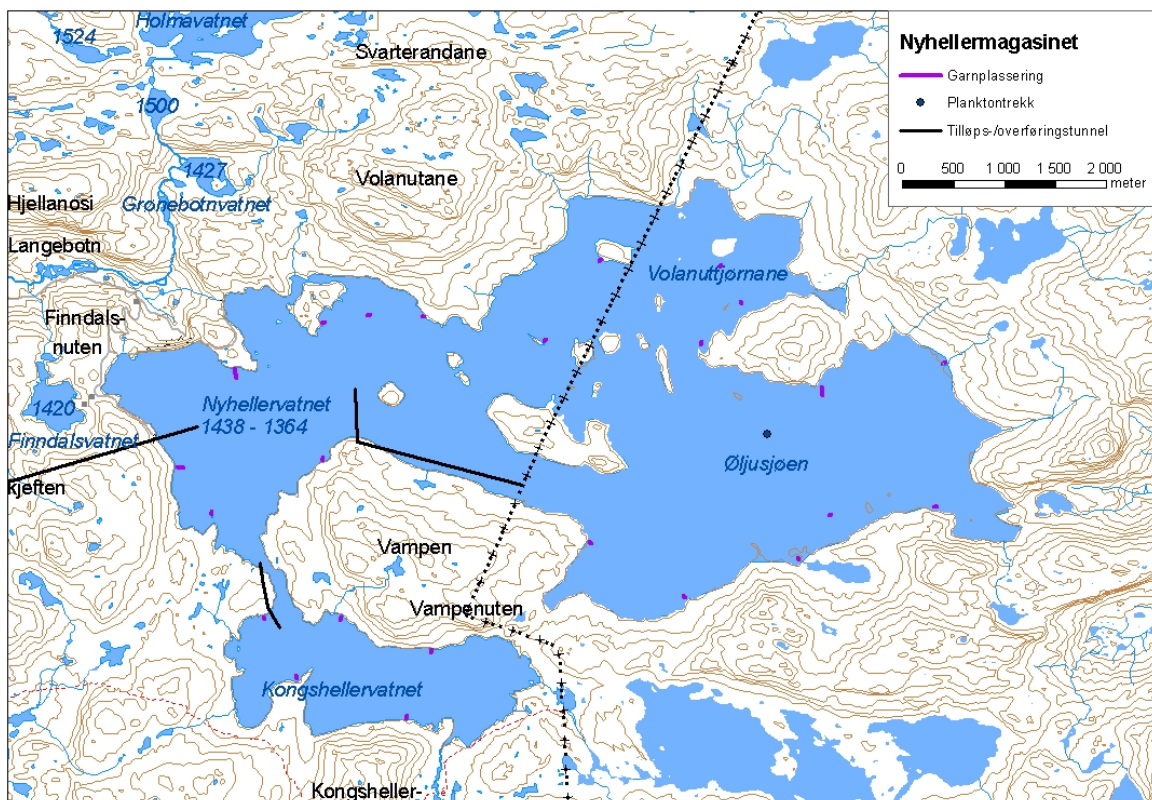 Holmavatnet
1524
Svarterandane
1500
1427
Grønebotnvatnet
Volanutane
Hjellanosi
Langebotn
Finndals-
nuten
1420
Finndalsvatnet
kjeften
Nyhellervatnet
1438 - 1364
Volanuttjørnane
Øljusjøen
Vampen
Vampenuten
Kongshellervatnet
Kongsheller-
Nyhellermagasinet
Garnplassering
Planktontrekk
Tilløps-/overføringstunnel
0 500 1 000 1 500 2 000
meter